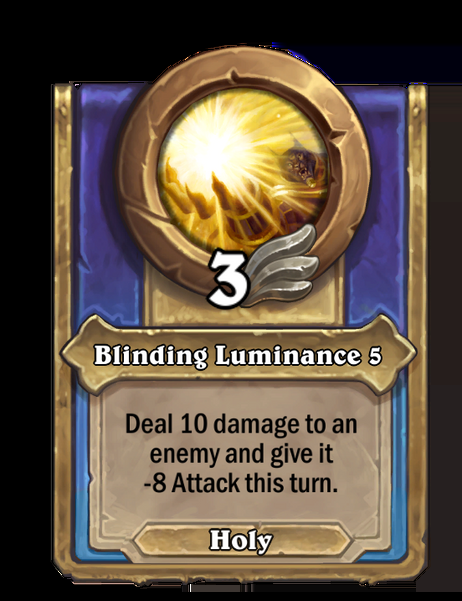 3
Blinding Luminance 5
Deal 10 damage to an
enemy and give it
-8 Attack this turn.
Holy